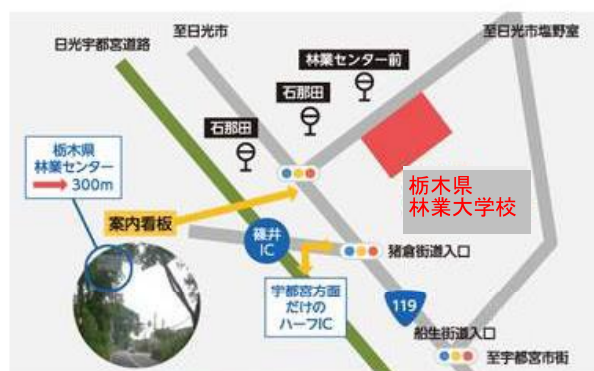 至日光市
至日光市塩野室
日光宇都宮道路
林業センター前
石那田
石那田
栃木県
林業センター
300m
栃木県
林業大学校
案内看板
篠井
IC
猪倉街道入口
宇都宮方面
だけの
ハーフIC
119
船生街道入口
至宇都宮市街